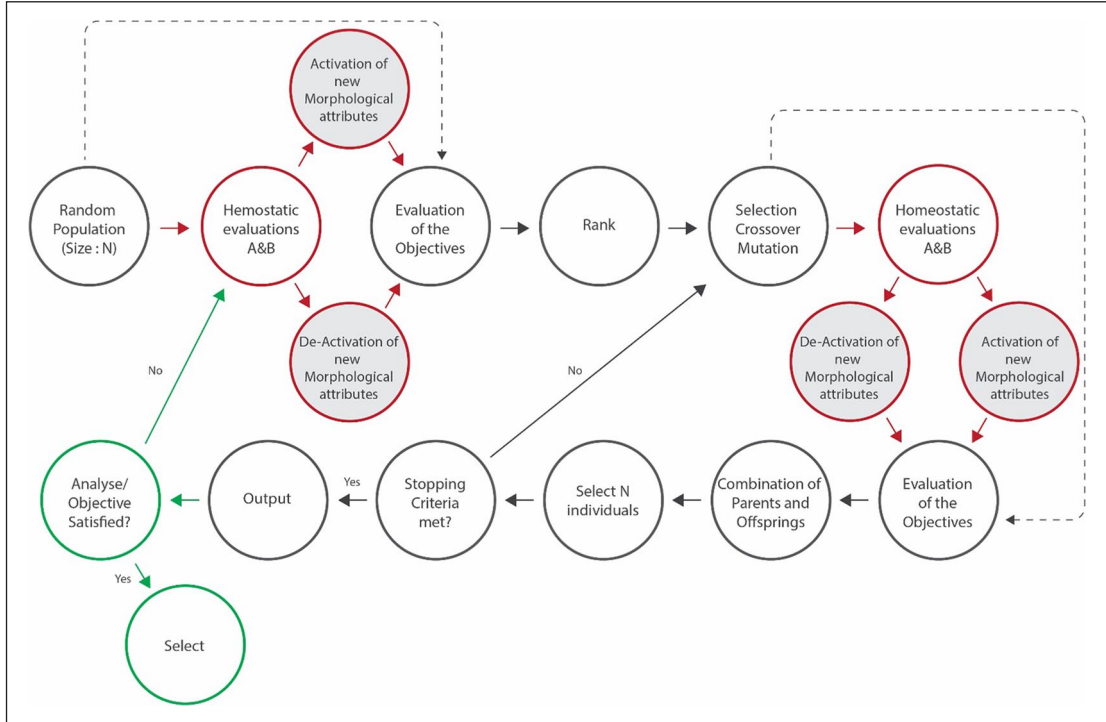 Activation of
new
Morphological
attributes
Random
Population
(Size : N)
Hemostatic
evaluations
A&B
Evaluation
of the
Objectives
Rank
Selection
Crossover
Mutation
Homeostatic
evaluations
A&B
De-Activation of
new
Morphological
attributes
De-Activation of
new
Morphological
attributes
Activation of
new
Morphological
attributes
No
No
Analyse/
Objective
Satisfied?
Output
Yes
Stopping
Criteria
met?
Select N
individuals
Combination of
Parents and
Offsprings
Evaluation
of the
Objectives
Yes
Select